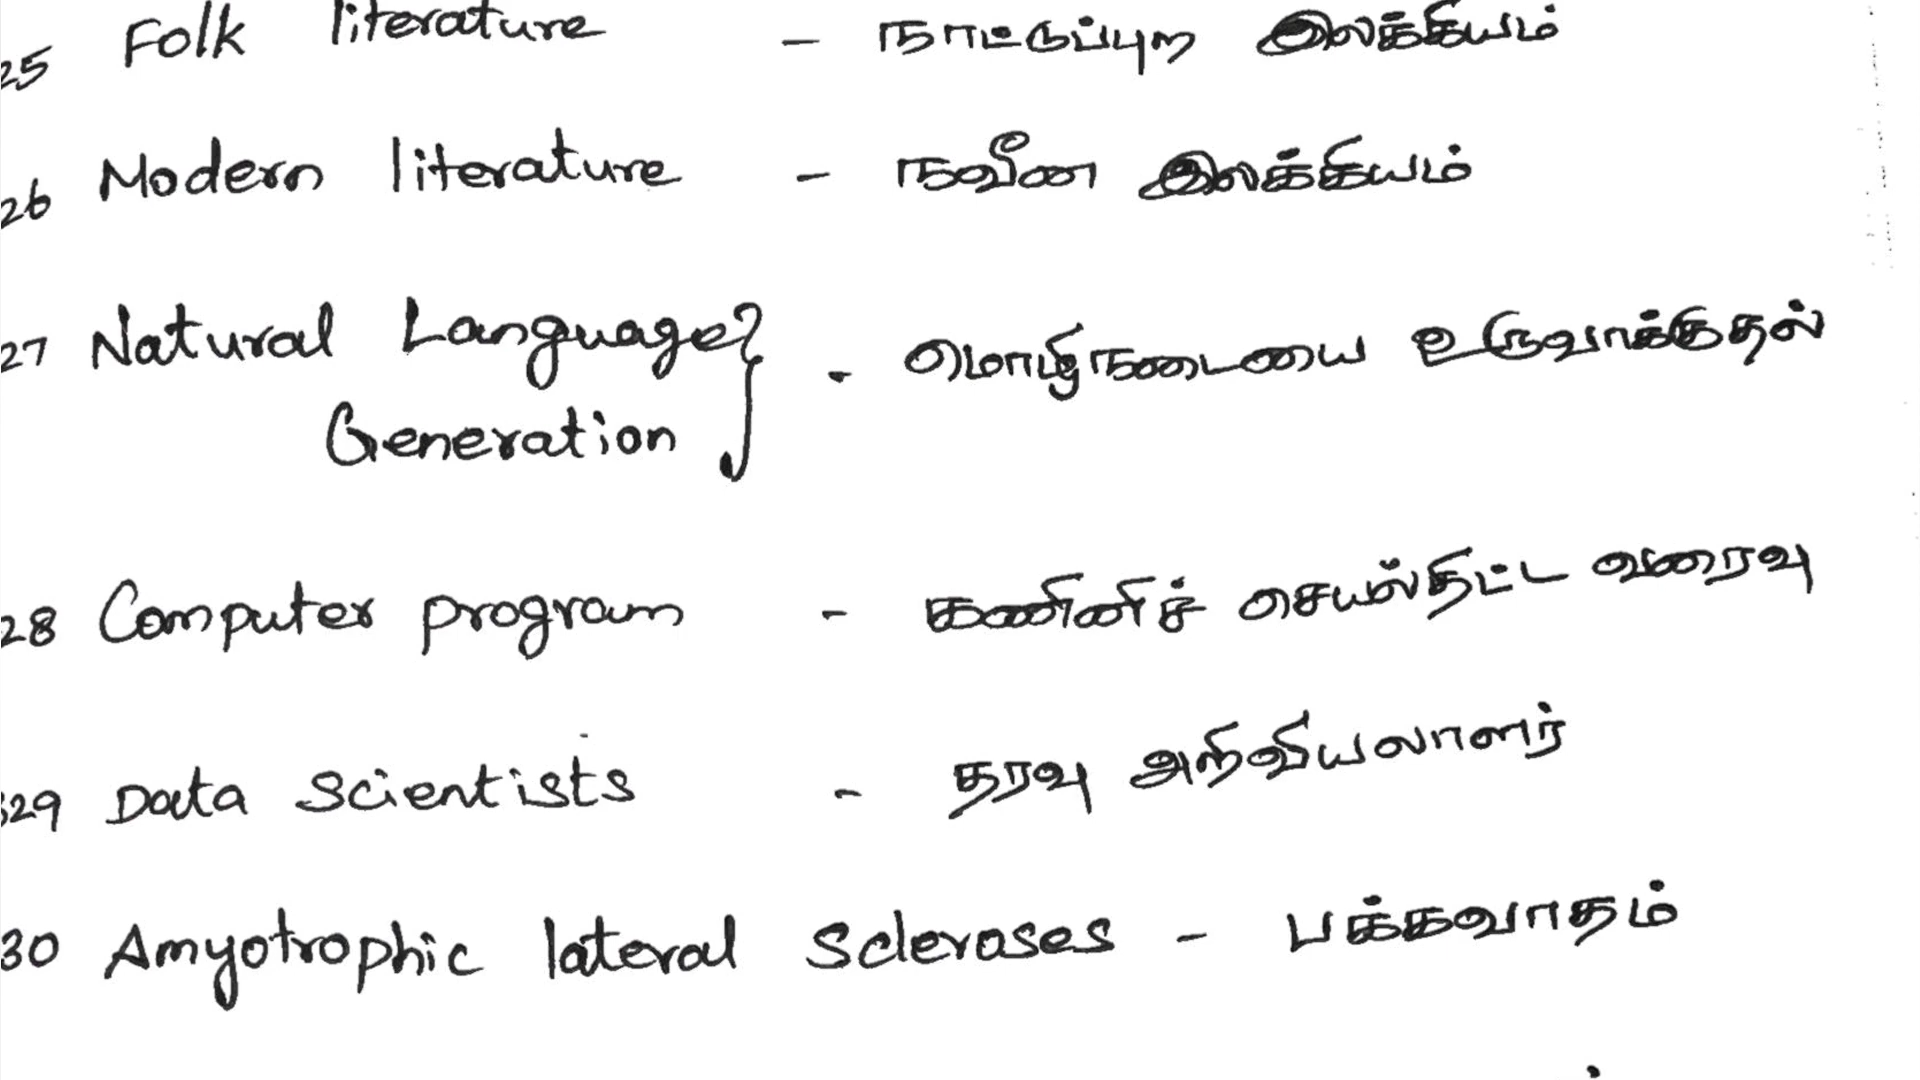 25 Folk literature - நாட்டுப்புற இலக்கியம்
26 Modern literature - நவீன இலக்கியம்
27 Natural Language } - மொழிநடையை உருவாக்குதல்
Generation
28 Computer program - கணினிச் செயல்திட்ட வரைவு
329 Data Scientists - தரவு அறிவியலாளர்
30 Amyotrophic lateral scleroses - பக்கவாதம்